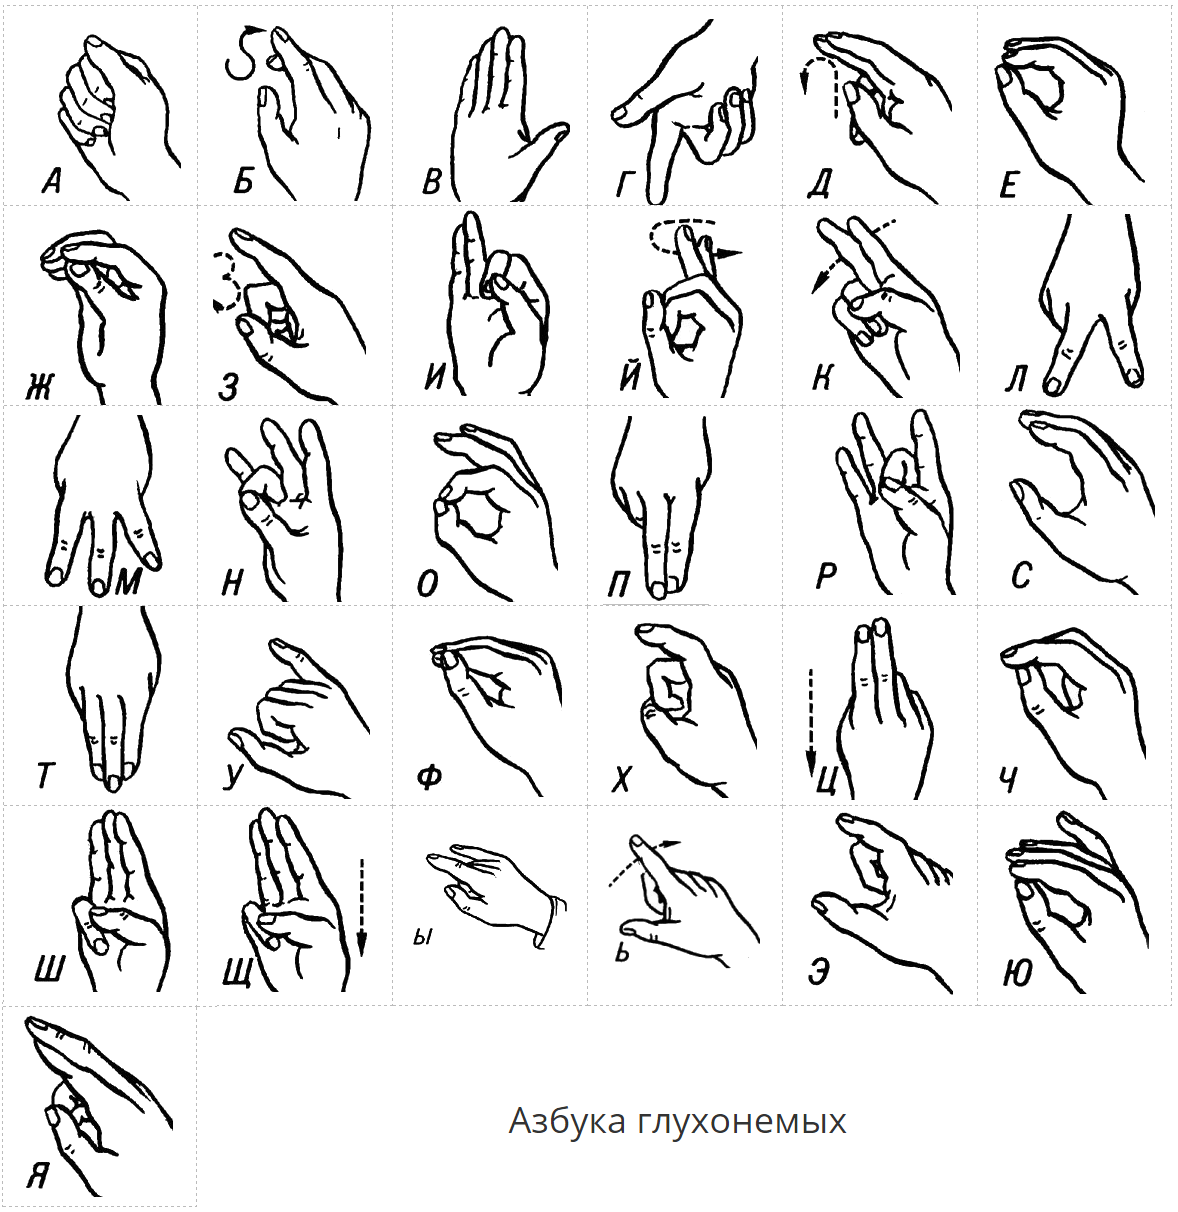 А Б В Г Д Е
Ж З И Й К Л
М Н О П Р С
Т У Ф Х Ц Ч
Ш Щ Ы Ь Э Ю
Я
Азбука глухонемых